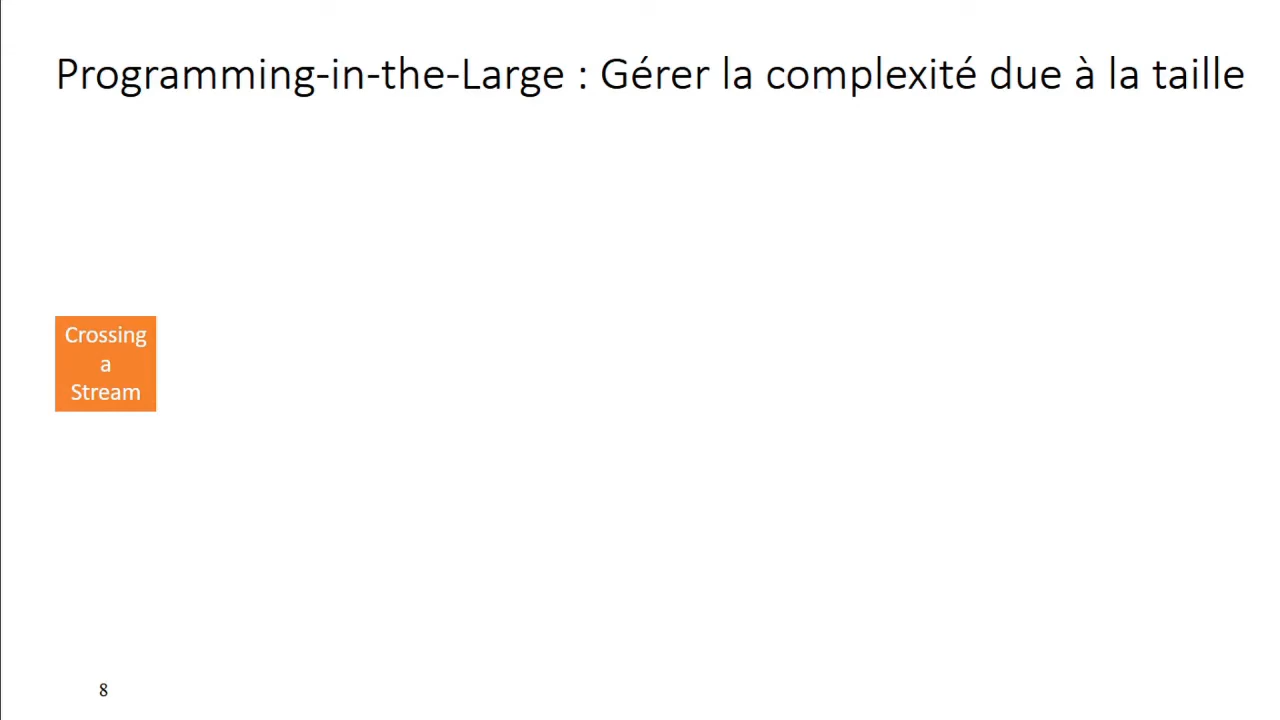 Programming-in-the-Large : Gérer la complexité due à la taille
Crossing
a
Stream
8